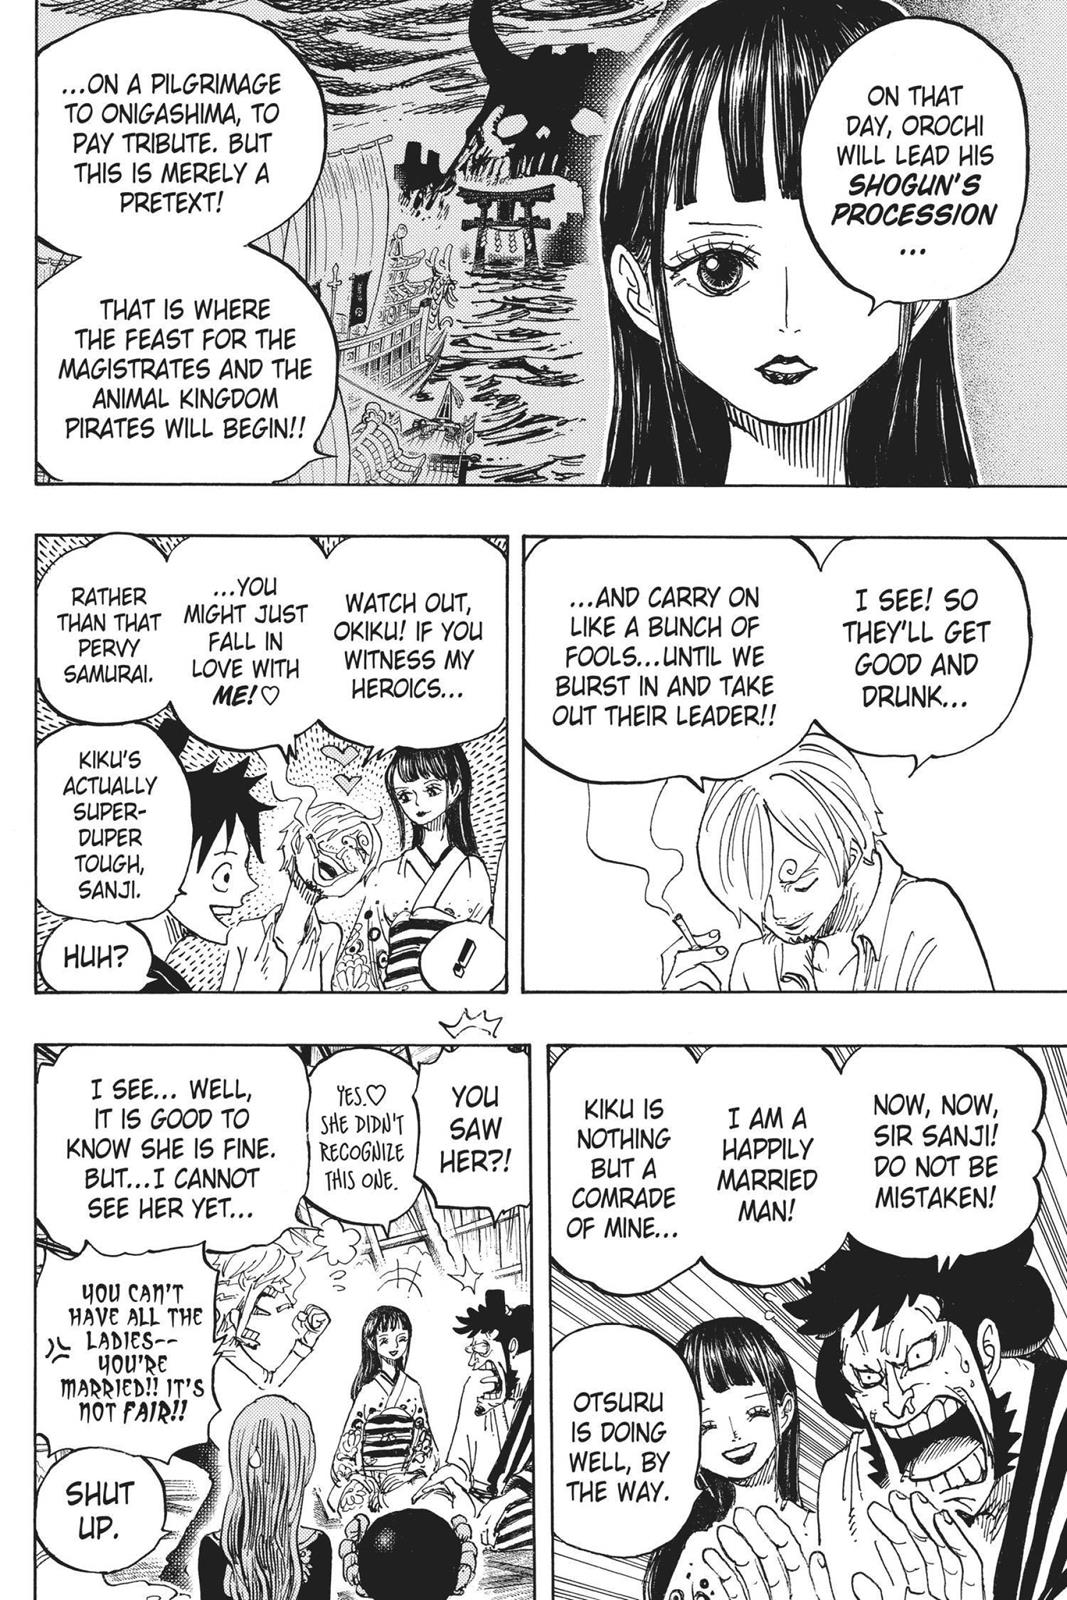 ON THAT
DAY, OROCHI
WILL LEAD HIS
SHOGUN'S
PROCESSION
...
...ON A PILGRIMAGE
TO ONIGASHIMA, TO
PAY TRIBUTE. BUT
THIS IS MERELY A
PRETEXT!
THAT IS WHERE
THE FEAST FOR THE
MAGISTRATES AND THE
ANIMAL KINGDOM
PIRATES WILL BEGIN!!
I SEE! SO
THEY'LL GET
GOOD AND
DRUNK...
...AND CARRY ON
LIKE A BUNCH OF
FOOLS...UNTIL WE
BURST IN AND TAKE
OUT THEIR LEADER!!
WATCH OUT,
OKIKU! IF YOU
WITNESS MY
HEROICS...
...YOU
MIGHT JUST
FALL IN
LOVE WITH
ME!♡
RATHER
THAN THAT
PERVY
SAMURAI.
KIKU'S
ACTUALLY
SUPER-
DUPER
TOUGH,
SANJI.
HUH?
!
NOW, NOW,
SIR SANJI!
DO NOT BE
MISTAKEN!
I AM A
HAPPILY
MARRIED
MAN!
KIKU IS
NOTHING
BUT A
COMRADE
OF MINE...
OTSURU
IS DOING
WELL, BY
THE WAY.
YOU
SAW
HER?!
YES.♡
SHE DIDN'T
RECOGNIZE
THIS ONE.
I SEE... WELL,
IT IS GOOD TO
KNOW SHE IS FINE.
BUT...I CANNOT
SEE HER YET...
YOU CAN'T
HAVE ALL THE
LADIES--
YOU'RE
MARRIED!! IT'S
NOT FAIR!!
SHUT
UP.